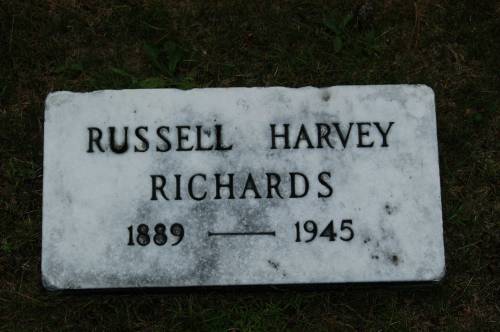 RUSSELL HARVEY
RICHARDS
1889 — 1945